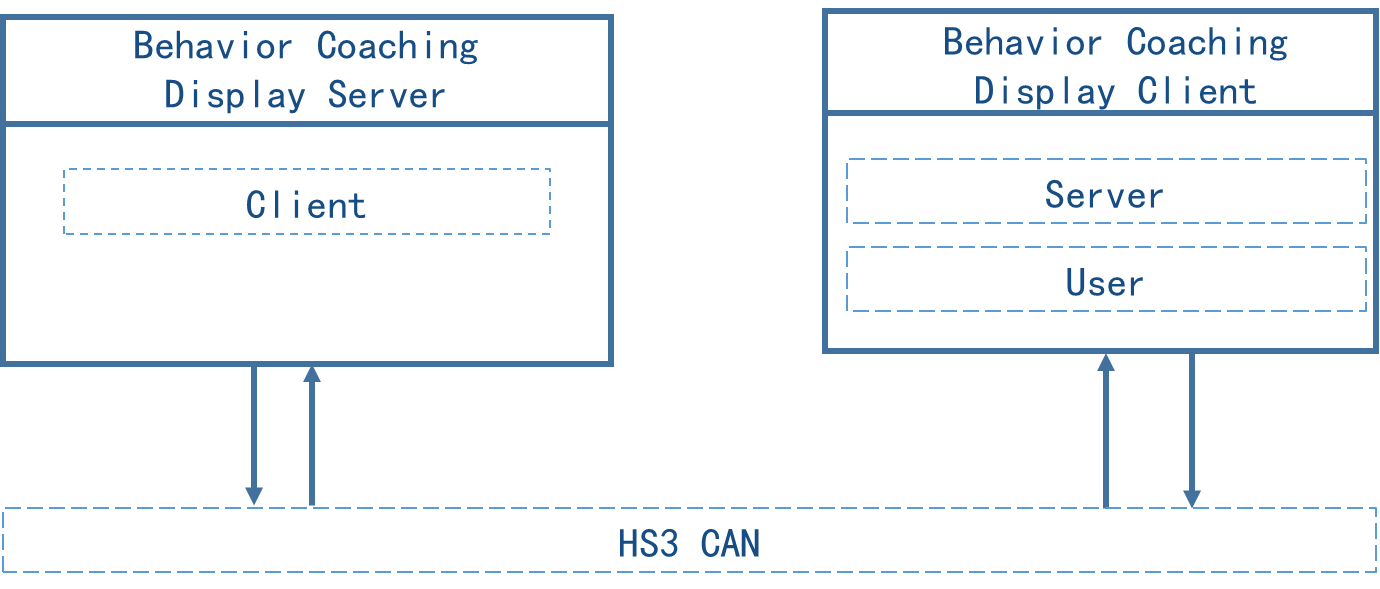 Behavior Coaching
Display Server
Client
Behavior Coaching
Display Client
Server
User
HS3 CAN